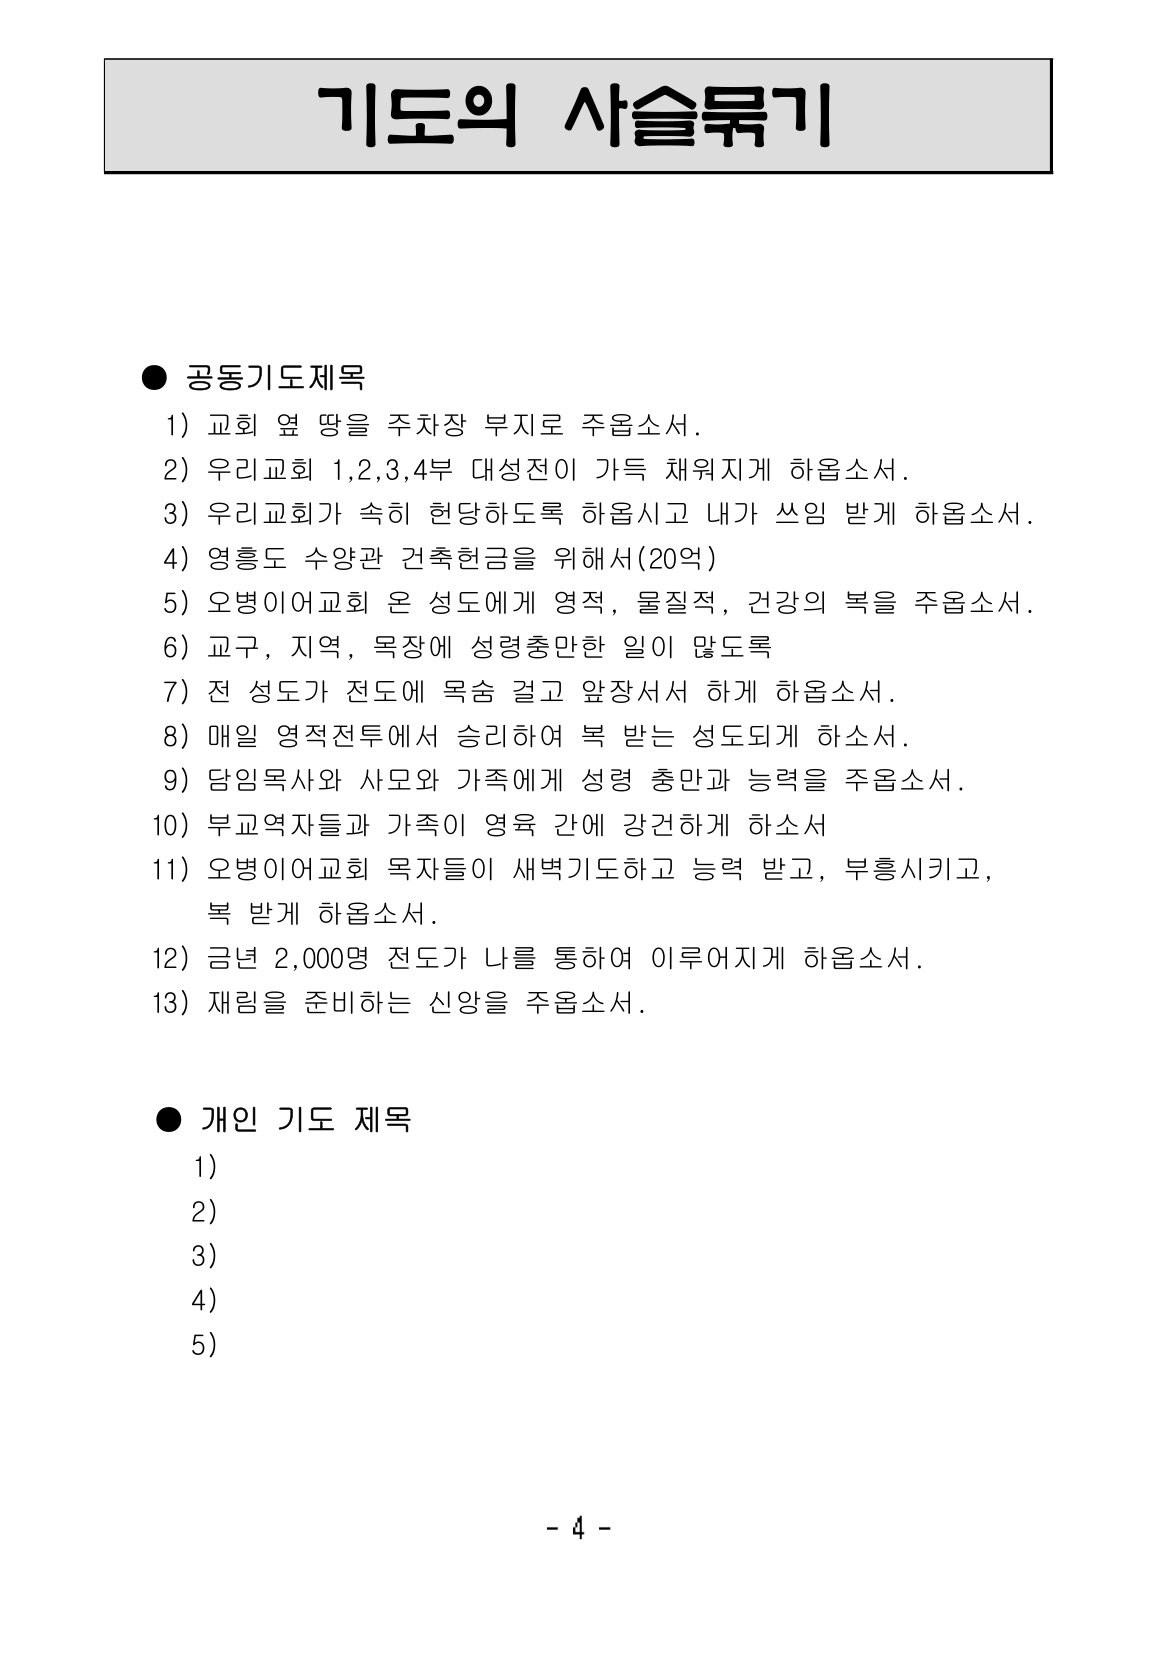 기도의 사슬묶기
● 공동기도제목
1) 교회 옆 땅을 주차장 부지로 주옵소서.
2) 우리교회 1,2,3,4부 대성전이 가득 채워지게 하옵소서.
3) 우리교회가 속히 헌당하도록 하옵시고 내가 쓰임 받게 하옵소서.
4) 영흥도 수양관 건축헌금을 위해서(20억)
5) 오병이어교회 온 성도에게 영적, 물질적, 건강의 복을 주옵소서.
6) 교구, 지역, 목장에 성령충만한 일이 많도록
7) 전 성도가 전도에 목숨 걸고 앞장서서 하게 하옵소서.
8) 매일 영적전투에서 승리하여 복 받는 성도되게 하소서.
9) 담임목사와 사모와 가족에게 성령 충만과 능력을 주옵소서.
10) 부교역자들과 가족이 영육 간에 강건하게 하소서
11) 오병이어교회 목자들이 새벽기도하고 능력 받고, 부흥시키고,
복 받게 하옵소서.
12) 금년 2,000명 전도가 나를 통하여 이루어지게 하옵소서.
13) 재림을 준비하는 신앙을 주옵소서.
● 개인 기도 제목
1)
2)
3)
4)
5)
- 4 -